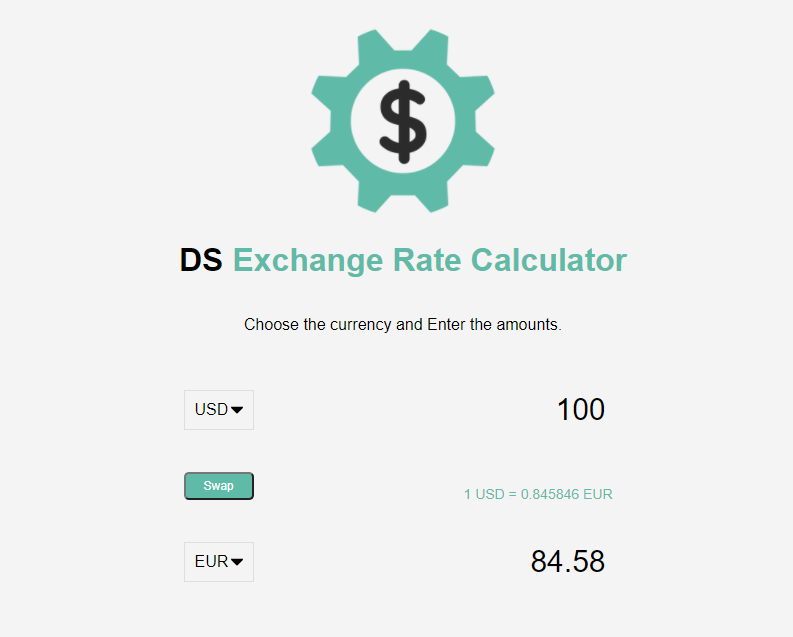 $
DS Exchange Rate Calculator
Choose the currency and Enter the amounts.
USD
100
Swap
1 USD = 0.845846 EUR
EUR
84.58